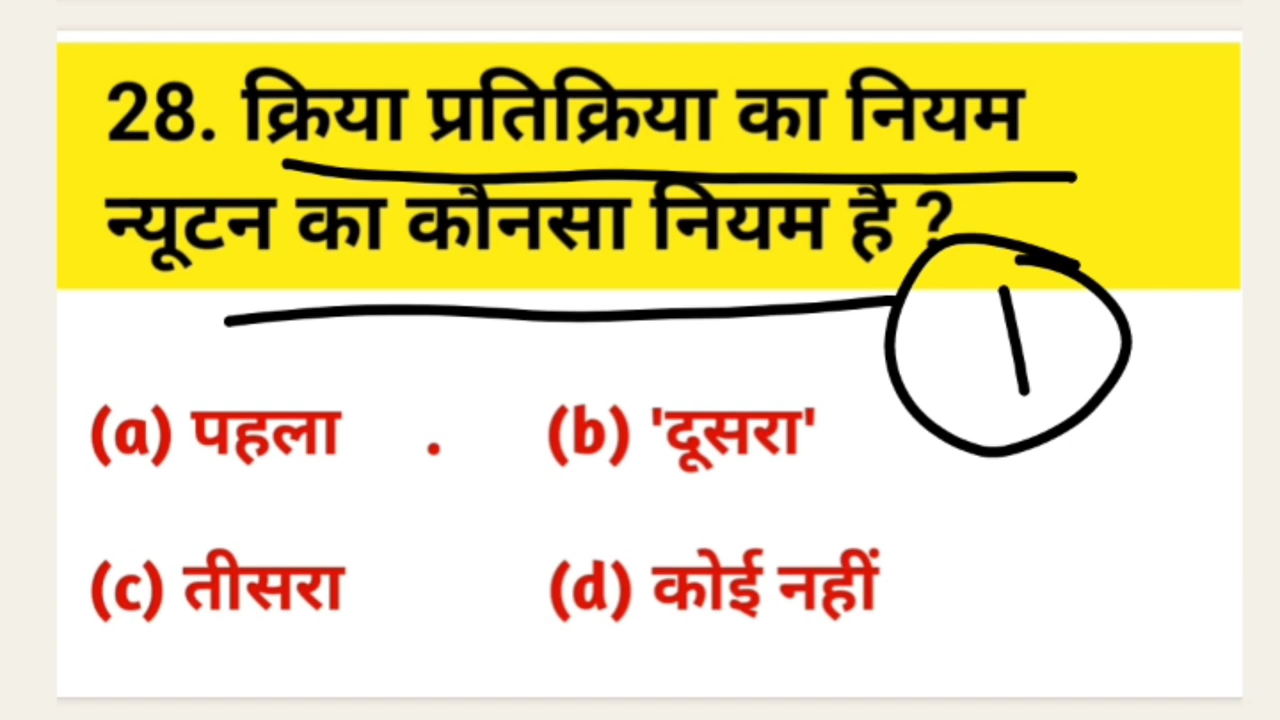 28. क्रिया प्रतिक्रिया का नियम
न्यूटन का कौनसा नियम है ?
1
(a) पहला . (b) 'दूसरा'
(c) तीसरा (d) कोई नहीं